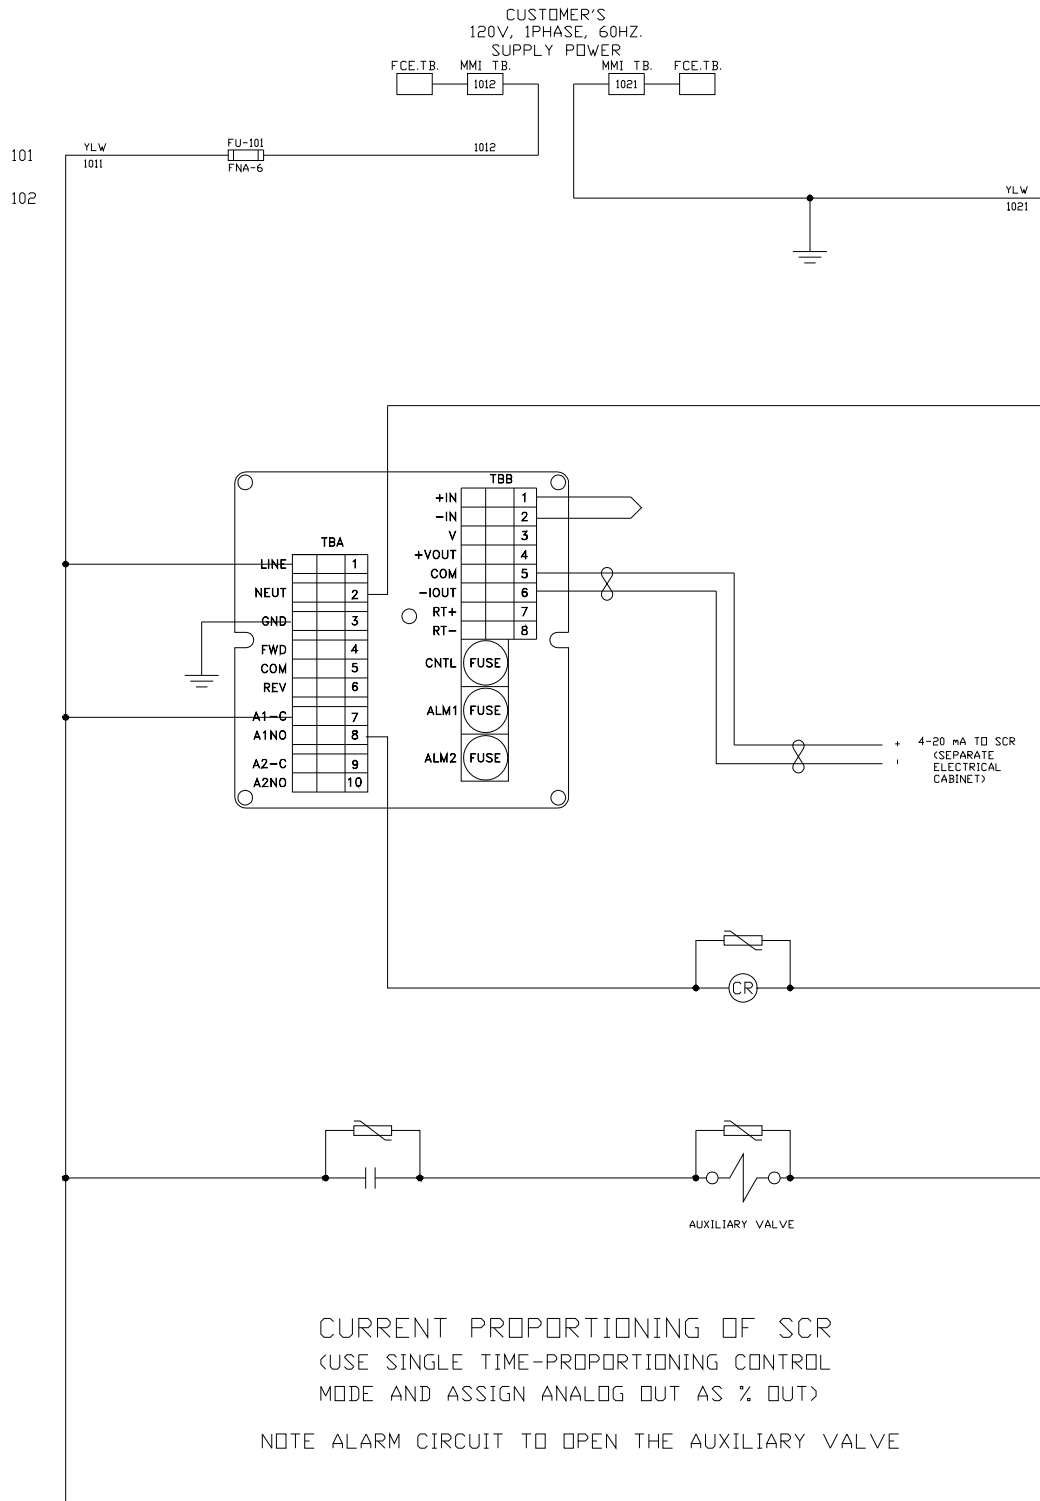 CUSTOMER'S
120V, 1PHASE, 60HZ.
SUPPLY POWER
FCE.TB. MMI TB. MMI TB. FCE.TB.
1012 1021
101 YLW FU-101 1012
1011 FNA-6
102 YLW
1021
TBB
+IN 1
-IN 2
V 3
+VOUT 4
COM 5
-IOUT 6
RT+ 7
RT- 8
CNTL FUSE
ALM1 FUSE
ALM2 FUSE
TBA
LINE 1
NEUT 2
GND 3
FWD 4
COM 5
REV 6
A1-C 7
A1NO 8
A2-C 9
A2NO 10
+ 4-20 mA TO SCR
- (SEPARATE
ELECTRICAL
CABINET)
CR
AUXILIARY VALVE
CURRENT PROPORTIONING OF SCR
(USE SINGLE TIME-PROPORTIONING CONTROL
MODE AND ASSIGN ANALOG OUT AS % OUT)
NOTE ALARM CIRCUIT TO OPEN THE AUXILIARY VALVE